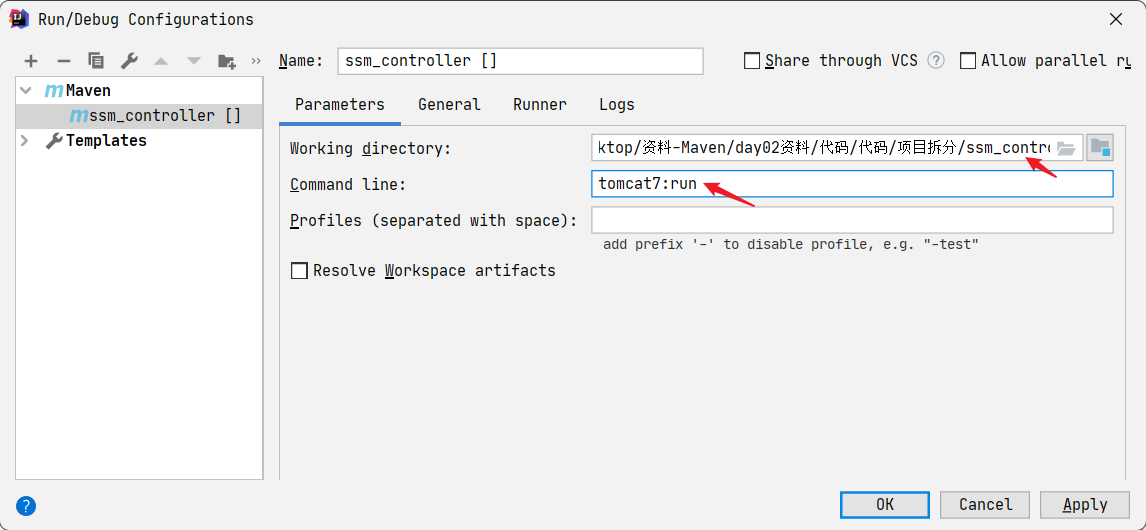 Run/Debug Configurations
Name: ssm_controller []
Share through VCS ?
Allow parallel ru
Maven
ssm_controller []
Templates
Parameters General Runner Logs
Working directory: ktop/资料-Maven/day02资料/代码/代码/项目拆分/ssm_contro
Command line: tomcat7:run
Profiles (separated with space):
add prefix '-' to disable profile, e.g. "-test"
Resolve Workspace artifacts
? OK Cancel Apply